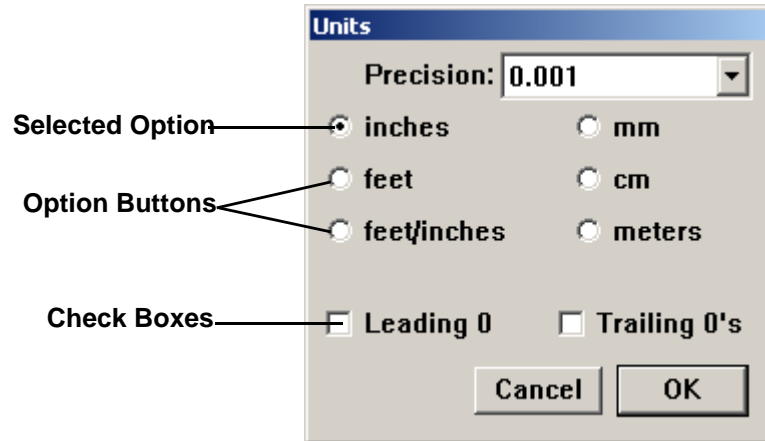 Units
Precision: 0.001
Selected Option inches mm
feet cm
Option Buttons
feet/inches meters
Check Boxes Leading 0 Trailing 0's
Cancel OK